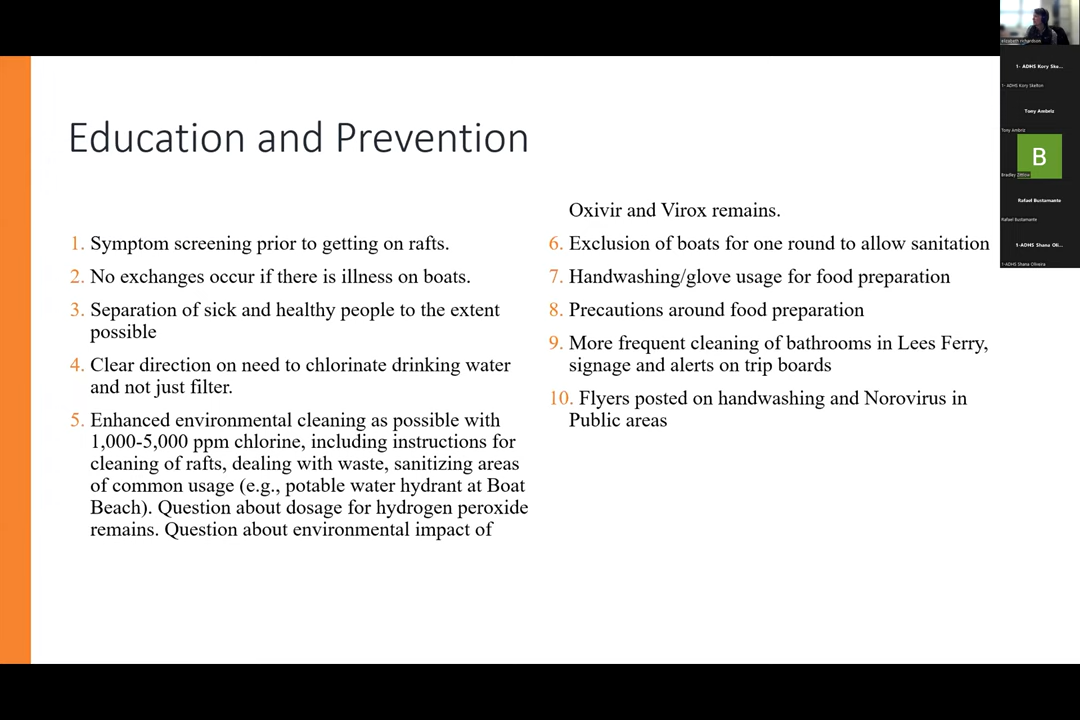 Education and Prevention
1. Symptom screening prior to getting on rafts.
2. No exchanges occur if there is illness on boats.
3. Separation of sick and healthy people to the extent
possible
4. Clear direction on need to chlorinate drinking water
and not just filter.
5. Enhanced environmental cleaning as possible with
1,000-5,000 ppm chlorine, including instructions for
cleaning of rafts, dealing with waste, sanitizing areas
of common usage (e.g., potable water hydrant at Boat
Beach). Question about dosage for hydrogen peroxide
remains. Question about environmental impact of
Oxivir and Virox remains.
6. Exclusion of boats for one round to allow sanitation
7. Handwashing/glove usage for food preparation
8. Precautions around food preparation
9. More frequent cleaning of bathrooms in Lees Ferry,
signage and alerts on trip boards
10. Flyers posted on handwashing and Norovirus in
Public areas
elizabeth richardson
1- ADHS Kory Ske...
1- ADHS Kory Skelton
Tony Ambriz
Tony Ambriz
B
Bradley
Rafael Bustamante
Rafael Bustamante
1-ADHS Shana Oli...
1-ADHS Shana Oliveira